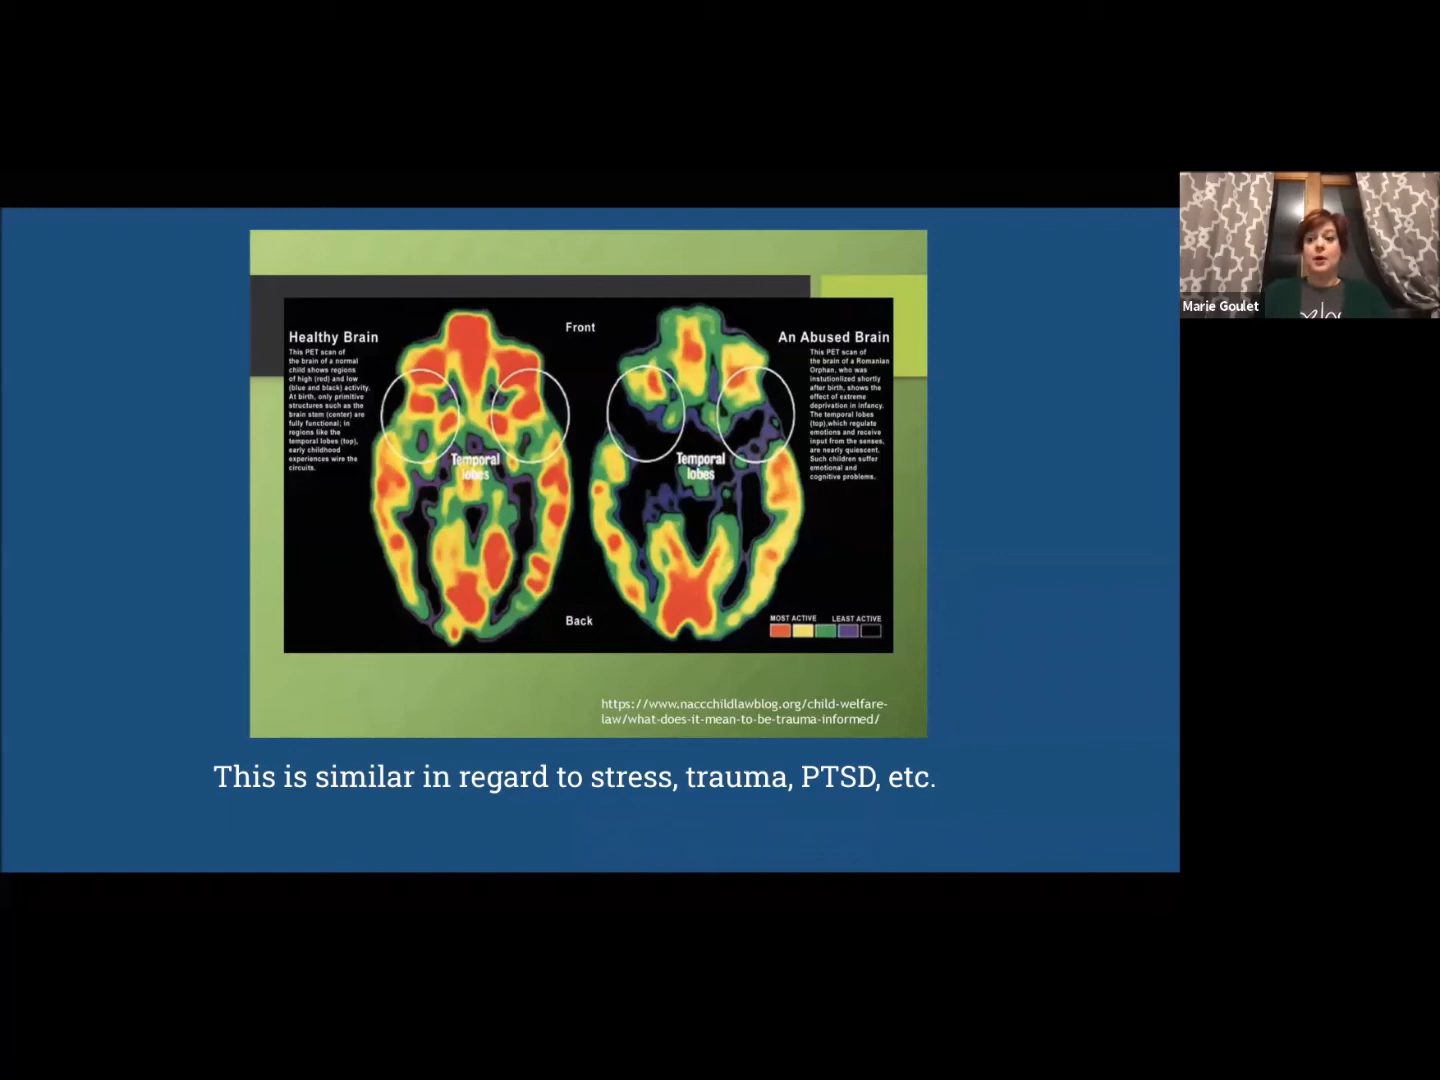 Healthy Brain
This PET scan of
the brain of a normal
child shows regions
of high (red) and low
(blue and black) activity.
At birth, only primitive
structures such as the
brain stem (center) are
fully functional; in
regions like the
temporal lobes (top),
early childhood
experiences wire the
circuits.
Front
Temporal
lobes
Temporal
lobes
Back
An Abused Brain
This PET scan of
the brain of a Romanian
Orphan, who was
instutionlized shortly
after birth, shows the
effect of extreme
deprivation in infancy.
The temporal lobes
(top),which regulate
emotions and receive
input from the senses,
are nearly quiescent.
Such children suffer
emotional and
cognitive problems.
MOST ACTIVE LEAST ACTIVE
https://www.naccchildlawblog.org/child-welfare-
law/what-does-it-mean-to-be-trauma-informed/
This is similar in regard to stress, trauma, PTSD, etc.
Marie Goulet